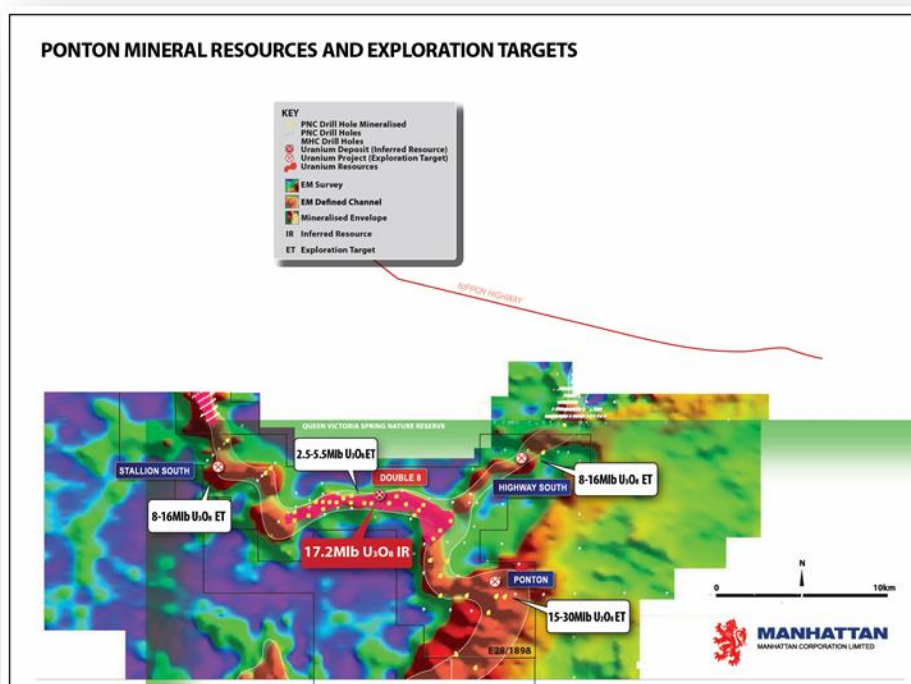 PONTON MINERAL RESOURCES AND EXPLORATION TARGETS
KEY
PNC Drill Hole Mineralised
PNC Drill Holes
MHC Drill Holes
Uranium Deposit (Inferred Resource)
Uranium Project (Exploration Target)
Uranium Resources
EM Survey
EM Defined Channel
Mineralised Envelope
IR Inferred Resource
ET Exploration Target
NIPPON HIGHWAY
QUEEN VICTORIA SPRING NATURE RESERVE
2.5-5.5Mlb U₃O₈ ET
STALLION SOUTH
DOUBLE 8
HIGHWAY SOUTH
8-16Mlb U₃O₈ ET
8-16Mlb U₃O₈ ET
17.2Mlb U₃O₈ IR
PONTON
15-30Mlb U₃O₈ ET
E28/1898
N
0 10km
MANHATTAN
MANHATTAN CORPORATION LIMITED